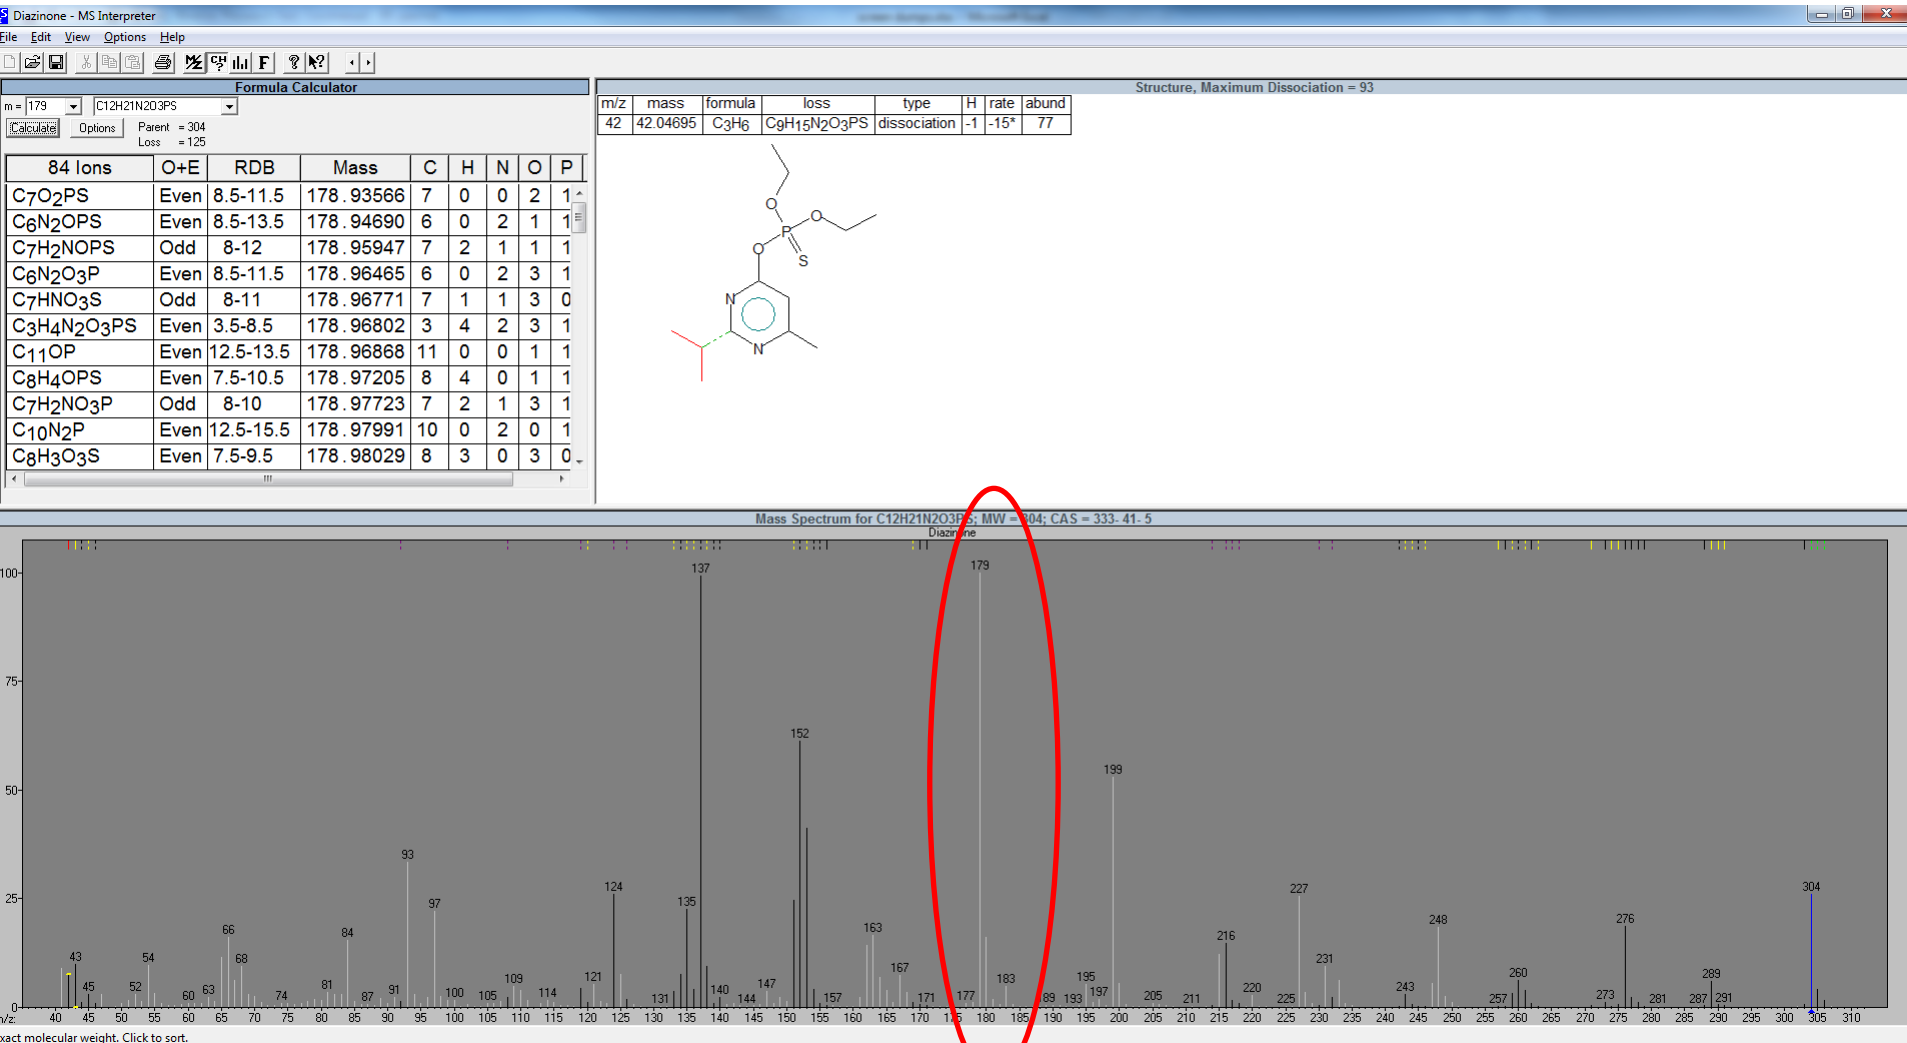 Diazinone - MS Interpreter
File Edit View Options Help
Formula Calculator
m = 179 C12H21N2O3PS
Calculate Options Parent = 304
Loss = 125
84 Ions O+E RDB Mass C H N O P
C7O2PS Even 8.5-11.5 178.93566 7 0 0 2 1
C6N2OPS Even 8.5-13.5 178.94690 6 0 2 1 1
C7H2NOPS Odd 8-12 178.95947 7 2 1 1 1
C6N2O3P Even 8.5-11.5 178.96465 6 0 2 3 1
C7HNO3S Odd 8-11 178.96771 7 1 1 3 0
C3H4N2O3PS Even 3.5-8.5 178.96802 3 4 2 3 1
C11OP Even 12.5-13.5 178.96868 11 0 0 1 1
C8H4OPS Even 7.5-10.5 178.97205 8 4 0 1 1
C7H2NO3P Odd 8-10 178.97723 7 2 1 3 1
C10N2P Even 12.5-15.5 178.97991 10 0 2 0 1
C8H3O3S Even 7.5-9.5 178.98029 8 3 0 3 0
Structure, Maximum Dissociation = 93
m/z mass formula loss type H rate abund
42 42.04695 C3H6 C9H15N2O3PS dissociation -1 -15* 77
O
O
P
O
S
N
N
Mass Spectrum for C12H21N2O3PS; MW = 304; CAS = 333- 41- 5
Diazinone
100
75
50
25
0
43 45 52 54 60 63 66 68 74 81 84 87 91 93 97 100 105 109 114 121 124 131 135 137 140 144 147 152 157 163 167 171 177 179 183 189 193 195 197 199 205 211 216 220 225 227 231 243 248 257 260 273 276 281 287 289 291 304
m/z: 40 45 50 55 60 65 70 75 80 85 90 95 100 105 110 115 120 125 130 135 140 145 150 155 160 165 170 175 180 185 190 195 200 205 210 215 220 225 230 235 240 245 250 255 260 265 270 275 280 285 290 295 300 305 310
xact molecular weight. Click to sort.